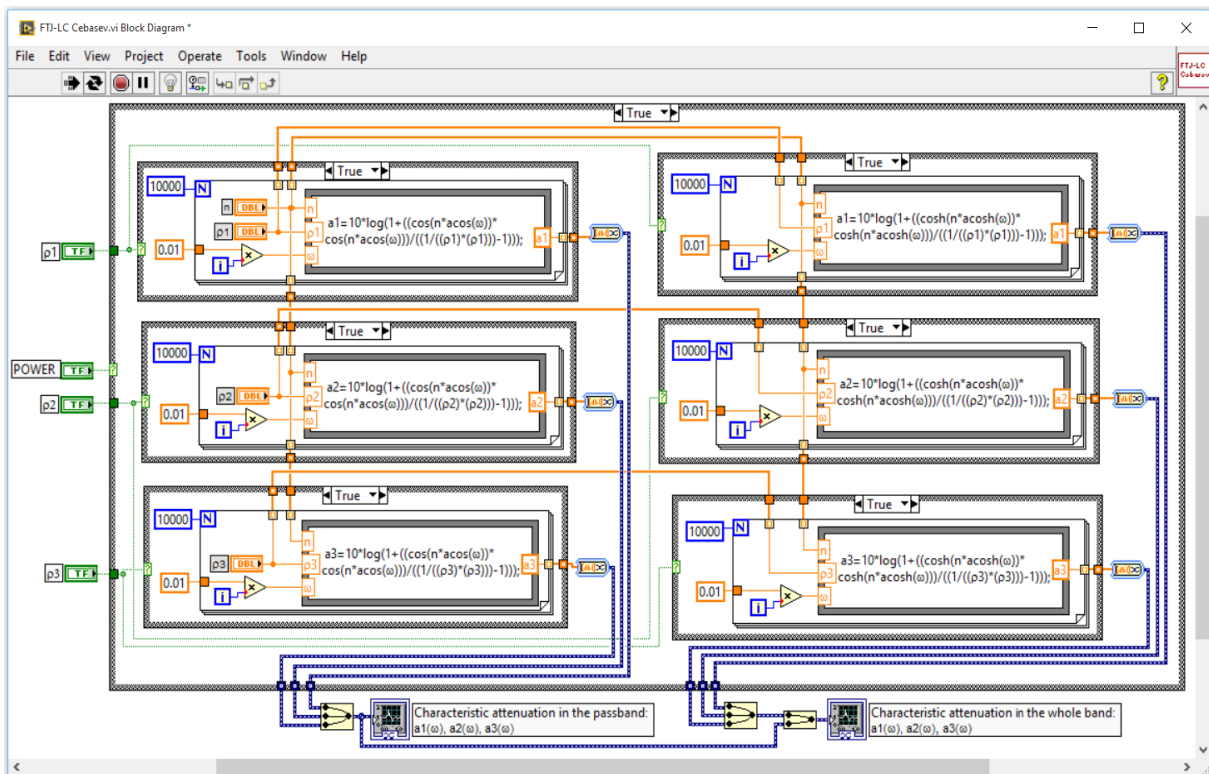 FTJ-LC Cebasev.vi Block Diagram *
File Edit View Project Operate Tools Window Help
FTJ-LC
Cebasev
?
True
True
10000 N
n DBL
ρ1 DBL
0.01
i
n
ρ1
ω
a1=10*log(1+((cos(n*acos(ω))*
cos(n*acos(ω)))/((1/((ρ1)*(ρ1)))-1)));
a1
True
10000 N
0.01
i
n
ρ1
ω
a1=10*log(1+((cosh(n*acosh(ω))*
cosh(n*acosh(ω)))/((1/((ρ1)*(ρ1)))-1)));
a1
ρ1 TF
POWER TF
ρ2 TF
ρ3 TF
True
10000 N
ρ2 DBL
0.01
i
n
ρ2
ω
a2=10*log(1+((cos(n*acos(ω))*
cos(n*acos(ω)))/((1/((ρ2)*(ρ2)))-1)));
a2
True
10000 N
0.01
i
n
ρ2
ω
a2=10*log(1+((cosh(n*acosh(ω))*
cosh(n*acosh(ω)))/((1/((ρ2)*(ρ2)))-1)));
a2
True
10000 N
ρ3 DBL
0.01
i
n
ρ3
ω
a3=10*log(1+((cos(n*acos(ω))*
cos(n*acos(ω)))/((1/((ρ3)*(ρ3)))-1)));
a3
True
10000 N
0.01
i
n
ρ3
ω
a3=10*log(1+((cosh(n*acosh(ω))*
cosh(n*acosh(ω)))/((1/((ρ3)*(ρ3)))-1)));
a3
Characteristic attenuation in the passband:
a1(ω), a2(ω), a3(ω)
Characteristic attenuation in the whole band:
a1(ω), a2(ω), a3(ω)